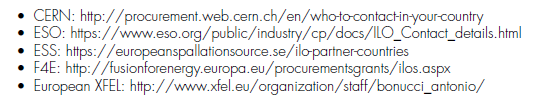 • CERN: http://procurement.web.cern.ch/en/who-to-contact-in-your-country
• ESO: https://www.eso.org/public/industry/cp/docs/ILO_Contact_details.html
• ESS: https://europeanspallationsource.se/ilo-partner-countries
• F4E: http://fusionforenergy.europa.eu/procurementsgrants/ilos.aspx
• European XFEL: http://www.xfel.eu/organization/staff/bonucci_antonio/